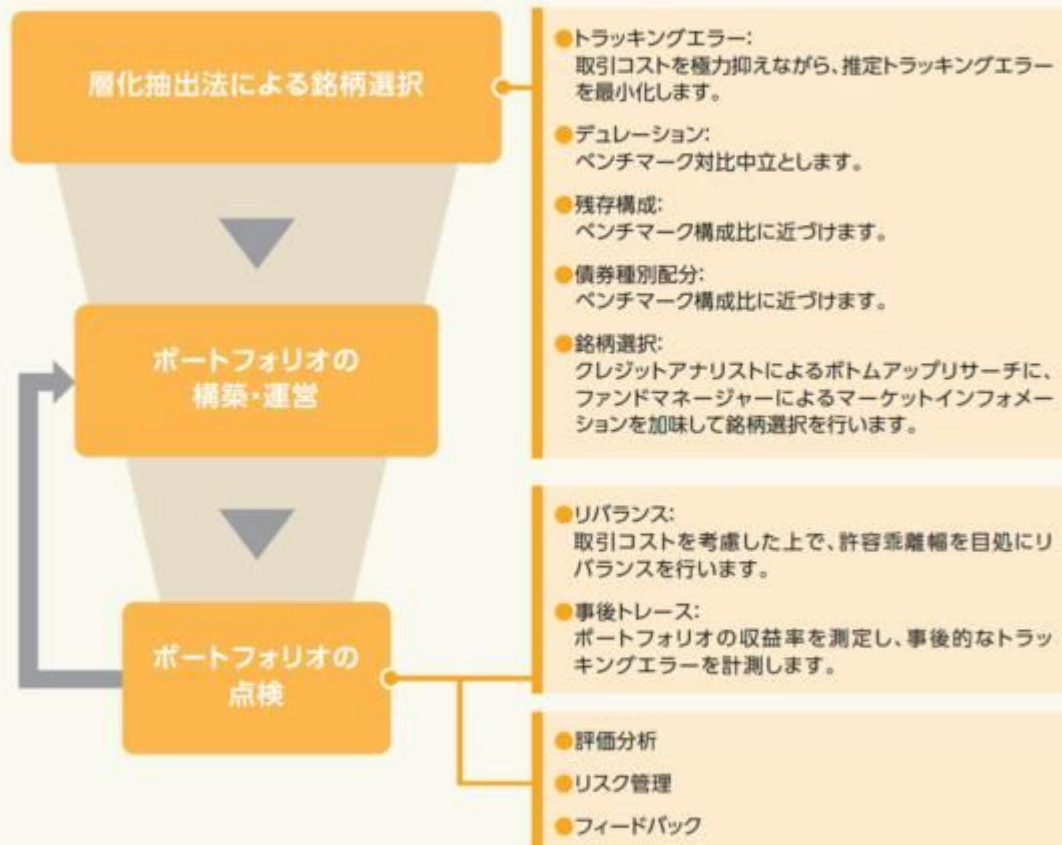 層化抽出法による銘柄選択
●トラッキングエラー:
取引コストを極力抑えながら、推定トラッキングエラー
を最小化します。
●デュレーション:
ベンチマーク対比中立とします。
●残存構成:
ベンチマーク構成比に近づけます。
●債券種別配分:
ベンチマーク構成比に近づけます。
●銘柄選択:
クレジットアナリストによるボトムアップリサーチに、
ファンドマネージャーによるマーケットインフォメー
ションを加味して銘柄選択を行います。
ポートフォリオの
構築・運営
●リバランス:
取引コストを考慮した上で、許容乖離幅を目処にリ
バランスを行います。
●事後トレース:
ポートフォリオの収益率を測定し、事後的なトラッ
キングエラーを計測します。
ポートフォリオの
点検
●評価分析
●リスク管理
●フィードバック